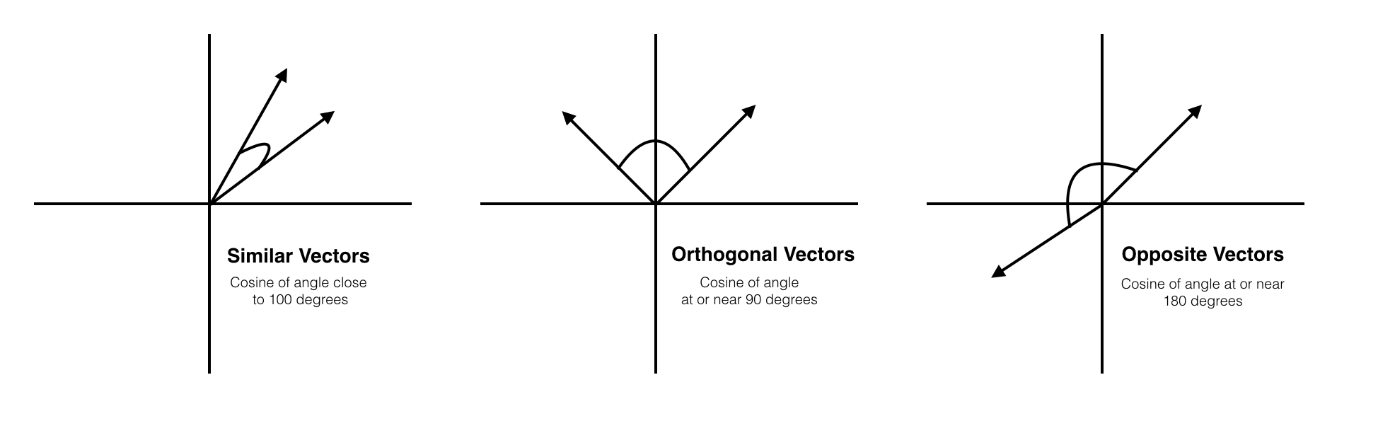 Similar Vectors
Cosine of angle close
to 100 degrees
Orthogonal Vectors
Cosine of angle
at or near 90 degrees
Opposite Vectors
Cosine of angle at or near
180 degrees